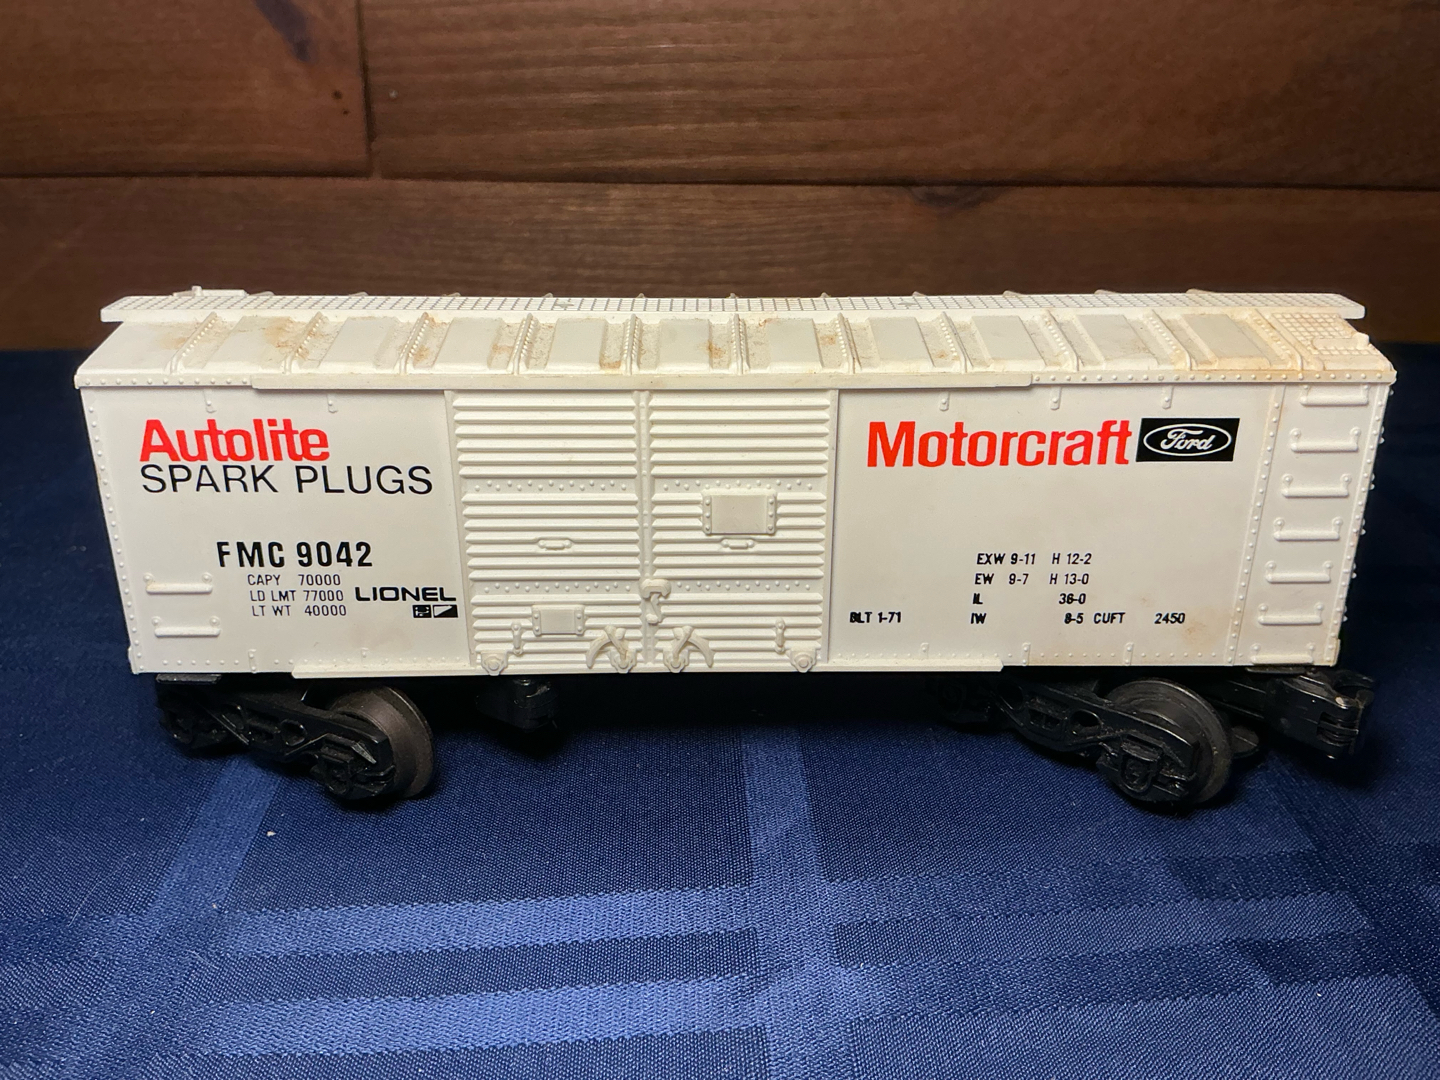 Autolite
SPARK PLUGS
FMC 9042
CAPY 70000
LD LMT 77000
LT WT 40000
LIONEL
Motorcraft Ford
EXW 9-11 H 12-2
EW 9-7 H 13-0
IL 36-0
BLT 1-71 IW 8-5 CUFT 2450